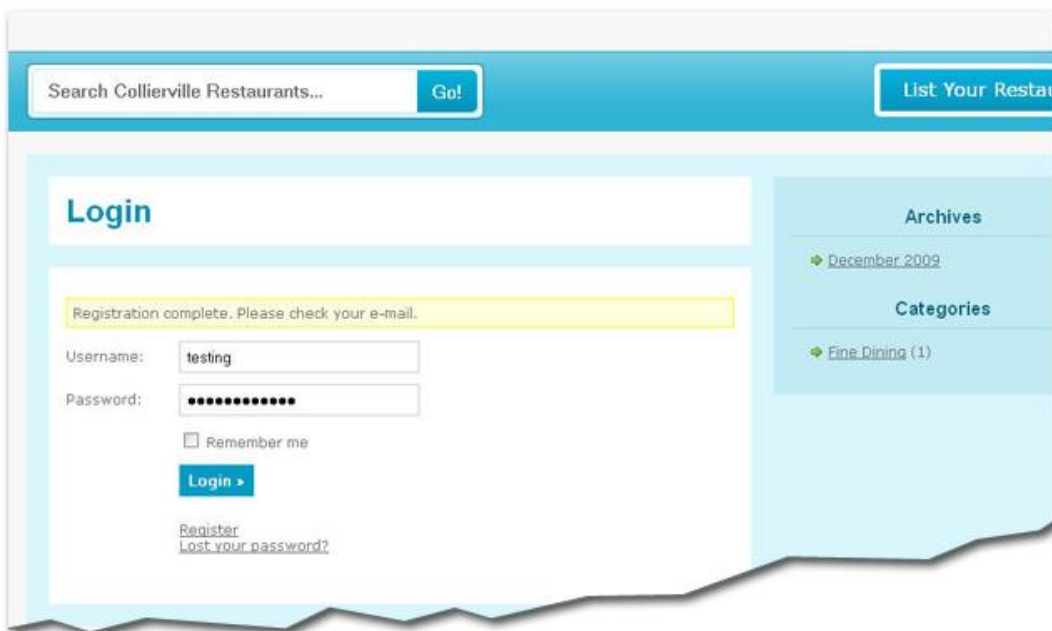 Search Collierville Restaurants...
Go!
List Your Restau
Login
Registration complete. Please check your e-mail.
Username:
testing
Password:
••••••••••••
Remember me
Login »
Register
Lost your password?
Archives
December 2009
Categories
Fine Dining (1)